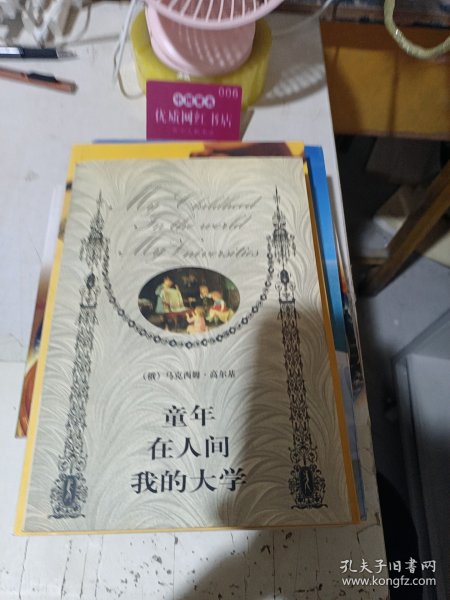 006
优质网红书店
My Childhood
In the world
My Universities
（俄）马克西姆·高尔基
童年
在人间
我的大学
孔夫子旧书网
www.kongfz.com